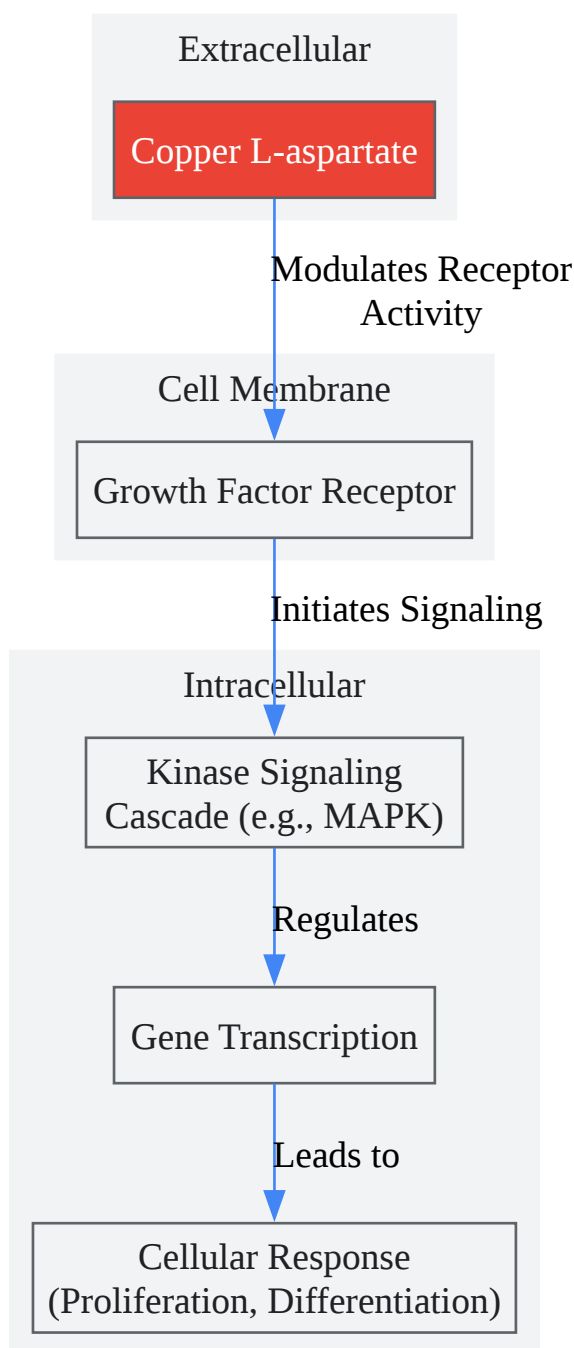 Extracellular
Copper L-aspartate
Modulates Receptor
Activity
Cell Membrane
Growth Factor Receptor
Initiates Signaling
Intracellular
Kinase Signaling
Cascade (e.g., MAPK)
Regulates
Gene Transcription
Leads to
Cellular Response
(Proliferation, Differentiation)